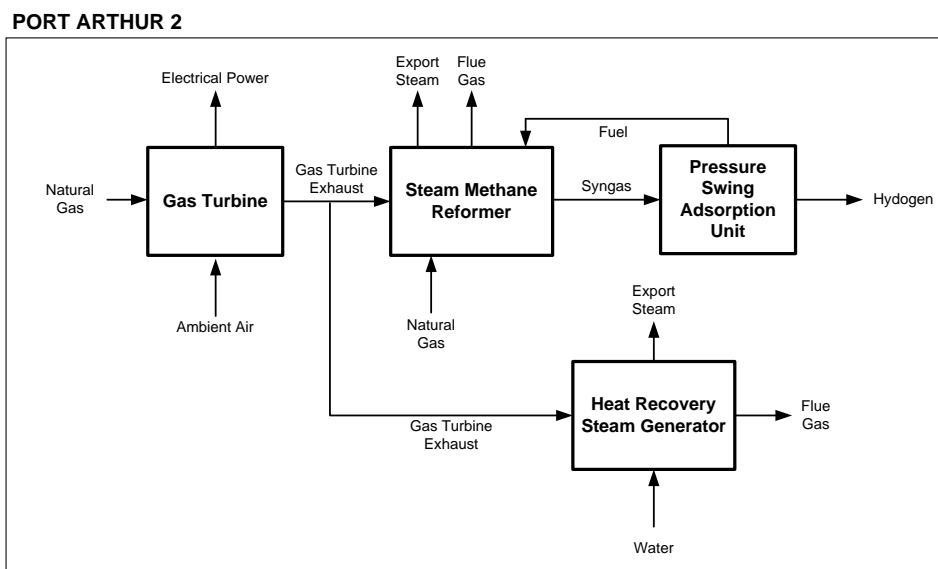 PORT ARTHUR 2
Electrical Power
Export
Steam
Flue
Gas
Fuel
Natural
Gas
Gas Turbine
Gas Turbine
Exhaust
Steam Methane
Reformer
Syngas
Pressure
Swing
Adsorption
Unit
Hydogen
Ambient Air
Natural
Gas
Export
Steam
Gas Turbine
Exhaust
Heat Recovery
Steam Generator
Flue
Gas
Water